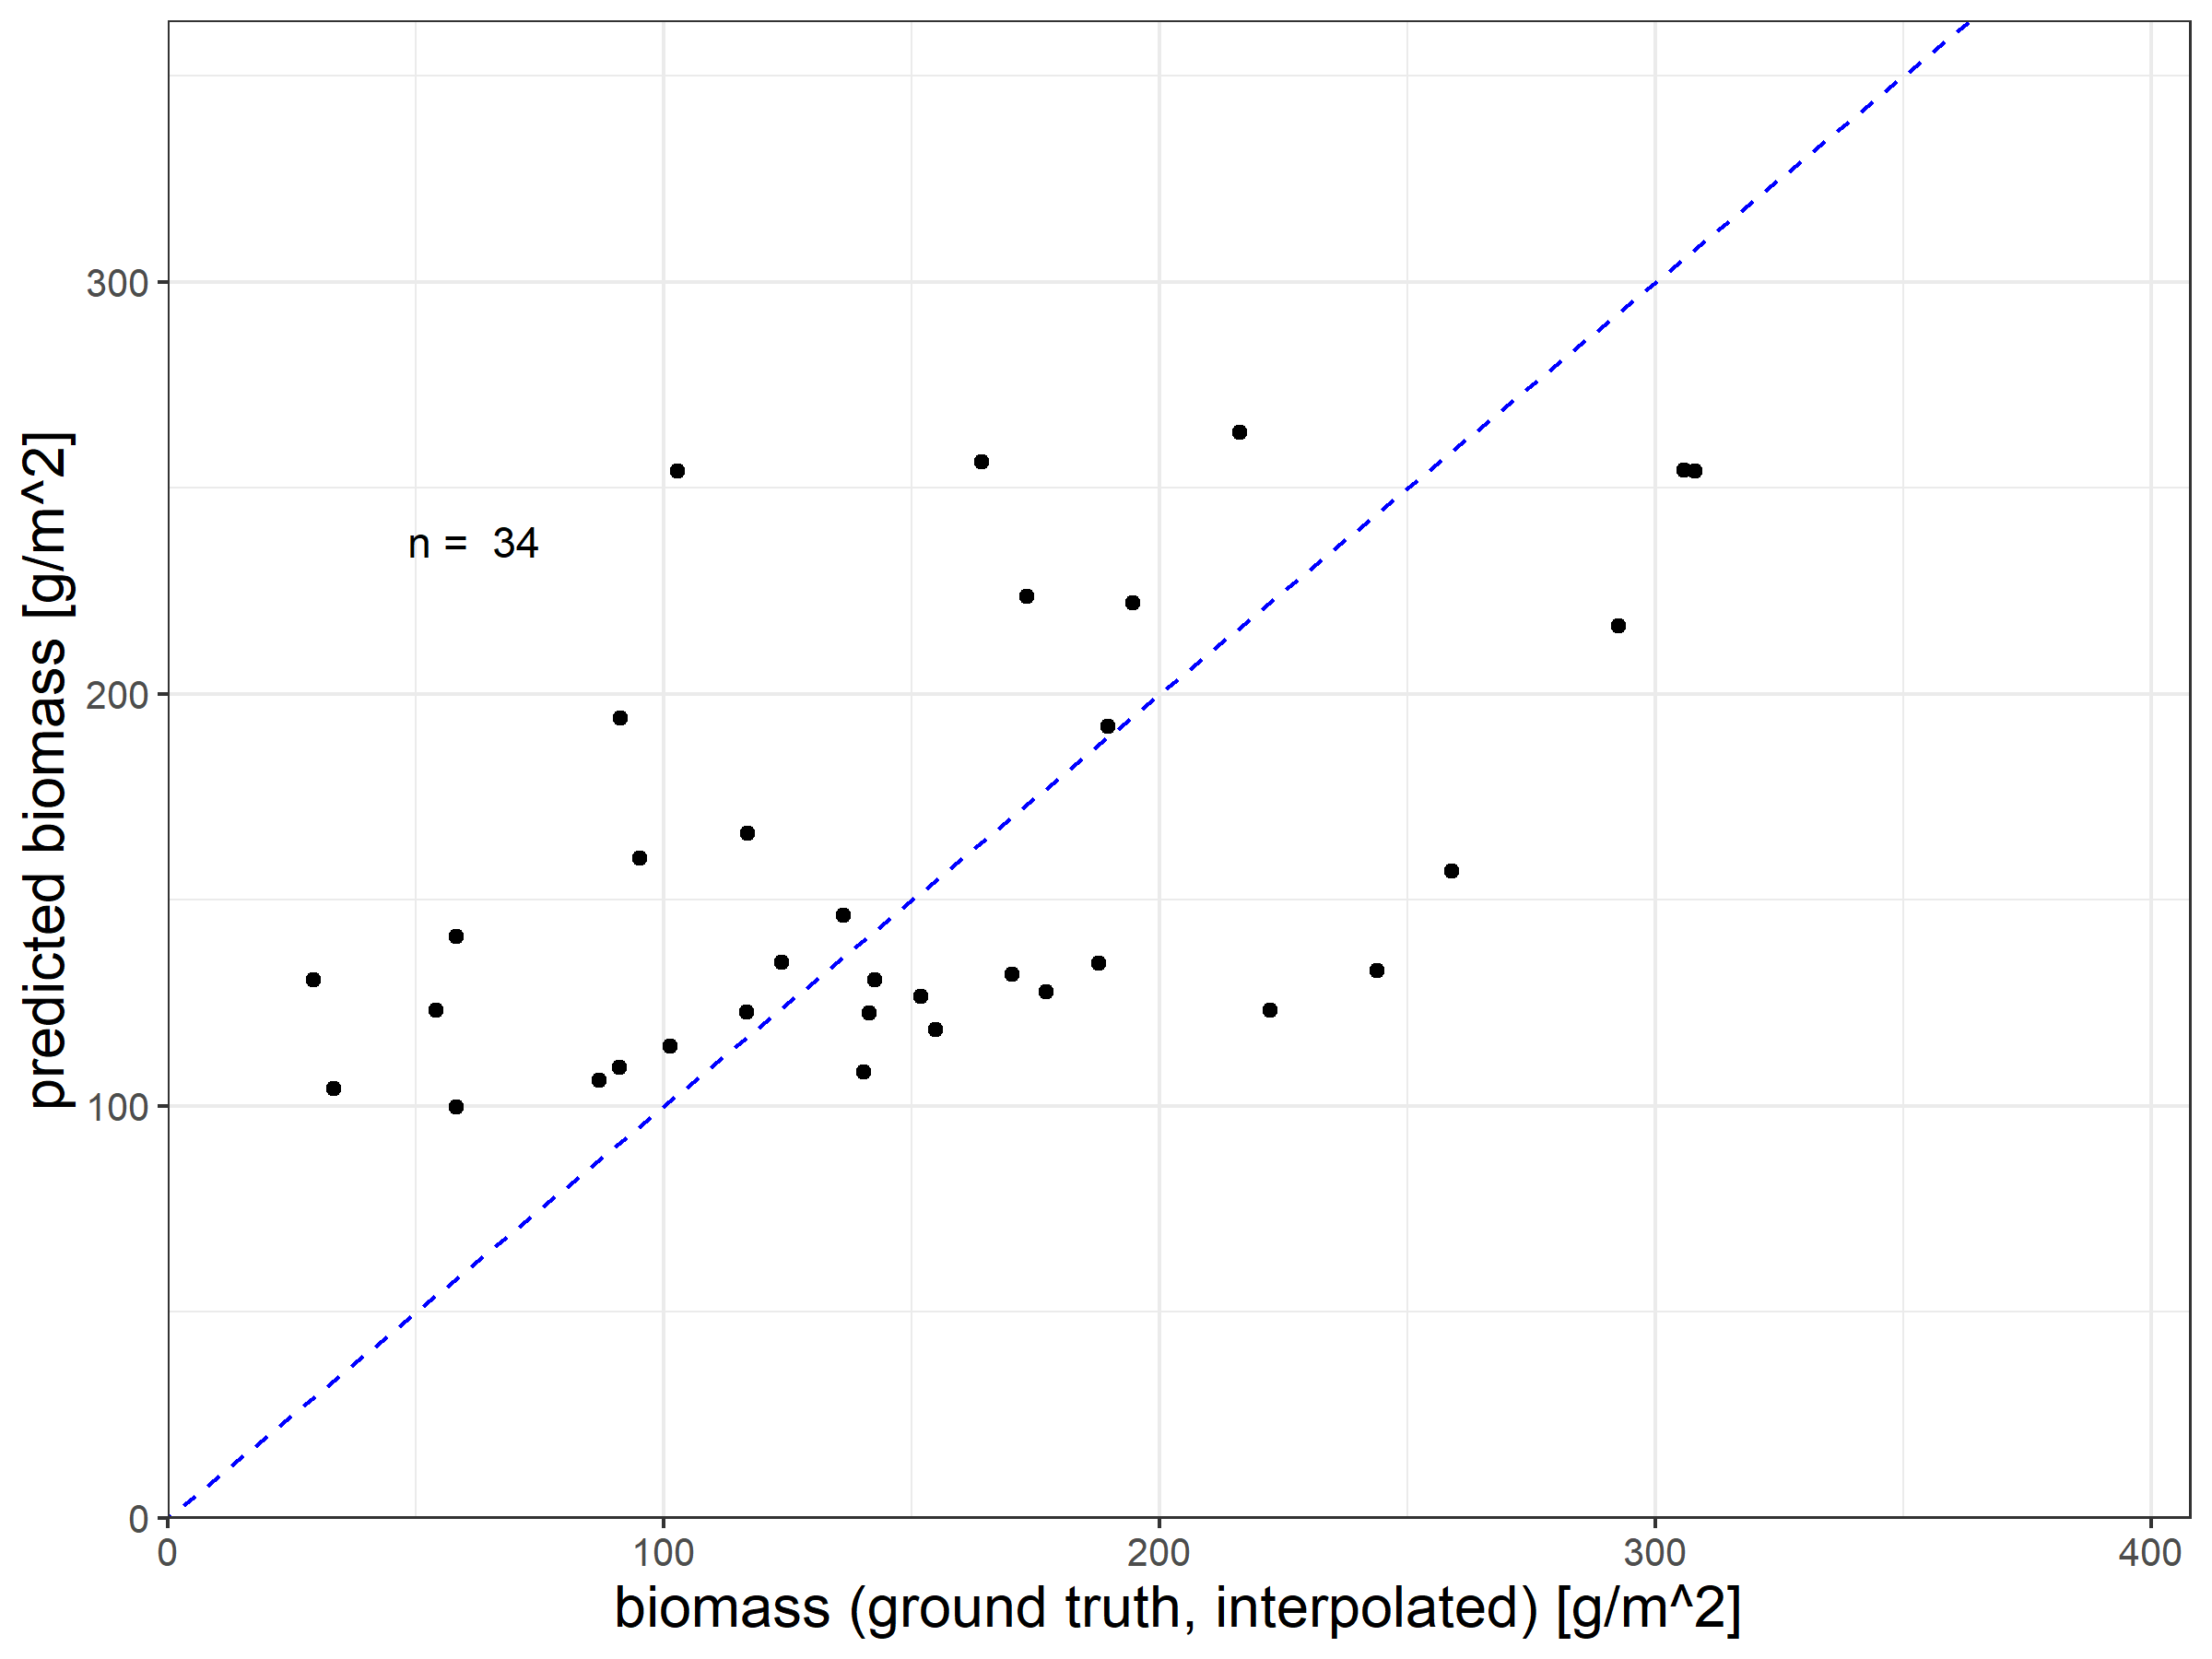 predicted biomass [g/m^2]
300
200
100
0
n =  34
0 100 200 300 400
biomass (ground truth, interpolated) [g/m^2]